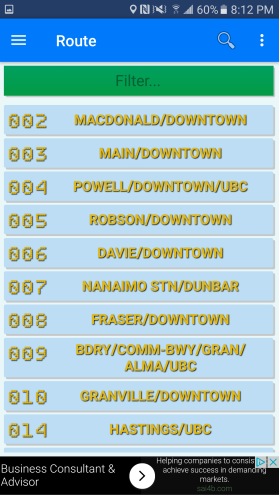 60% 8:12 PM
Route
Filter...
002 MACDONALD/DOWNTOWN
003 MAIN/DOWNTOWN
004 POWELL/DOWNTOWN/UBC
005 ROBSON/DOWNTOWN
006 DAVIE/DOWNTOWN
007 NANAIMO STN/DUNBAR
008 FRASER/DOWNTOWN
009 BDRY/COMM-BWY/GRAN/
ALMA/UBC
010 GRANVILLE/DOWNTOWN
014 HASTINGS/UBC
Business Consultant &
Advisor
Helping companies to consis
achieve success in demanding
markets.
sai4b.com